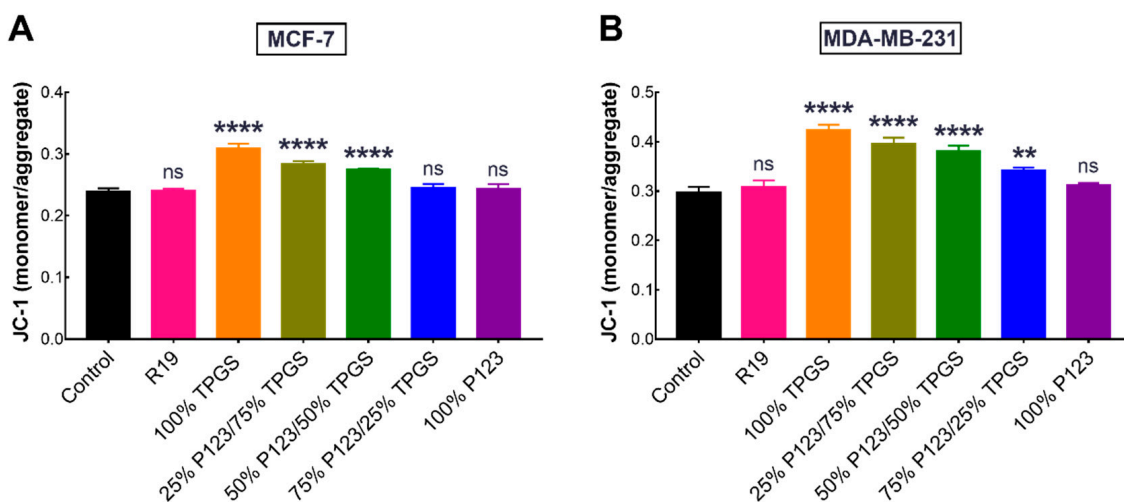 A
MCF-7
JC-1 (monomer/aggregate)
0.4
0.3
0.2
0.1
0.0
ns
****
****
****
ns
ns
Control
R19
100% TPGS
25% P123/75% TPGS
50% P123/50% TPGS
75% P123/25% TPGS
100% P123
B
MDA-MB-231
JC-1 (monomer/aggregate)
0.5
0.4
0.3
0.2
0.1
0.0
ns
****
****
****
**
ns
Control
R19
100% TPGS
25% P123/75% TPGS
50% P123/50% TPGS
75% P123/25% TPGS
100% P123